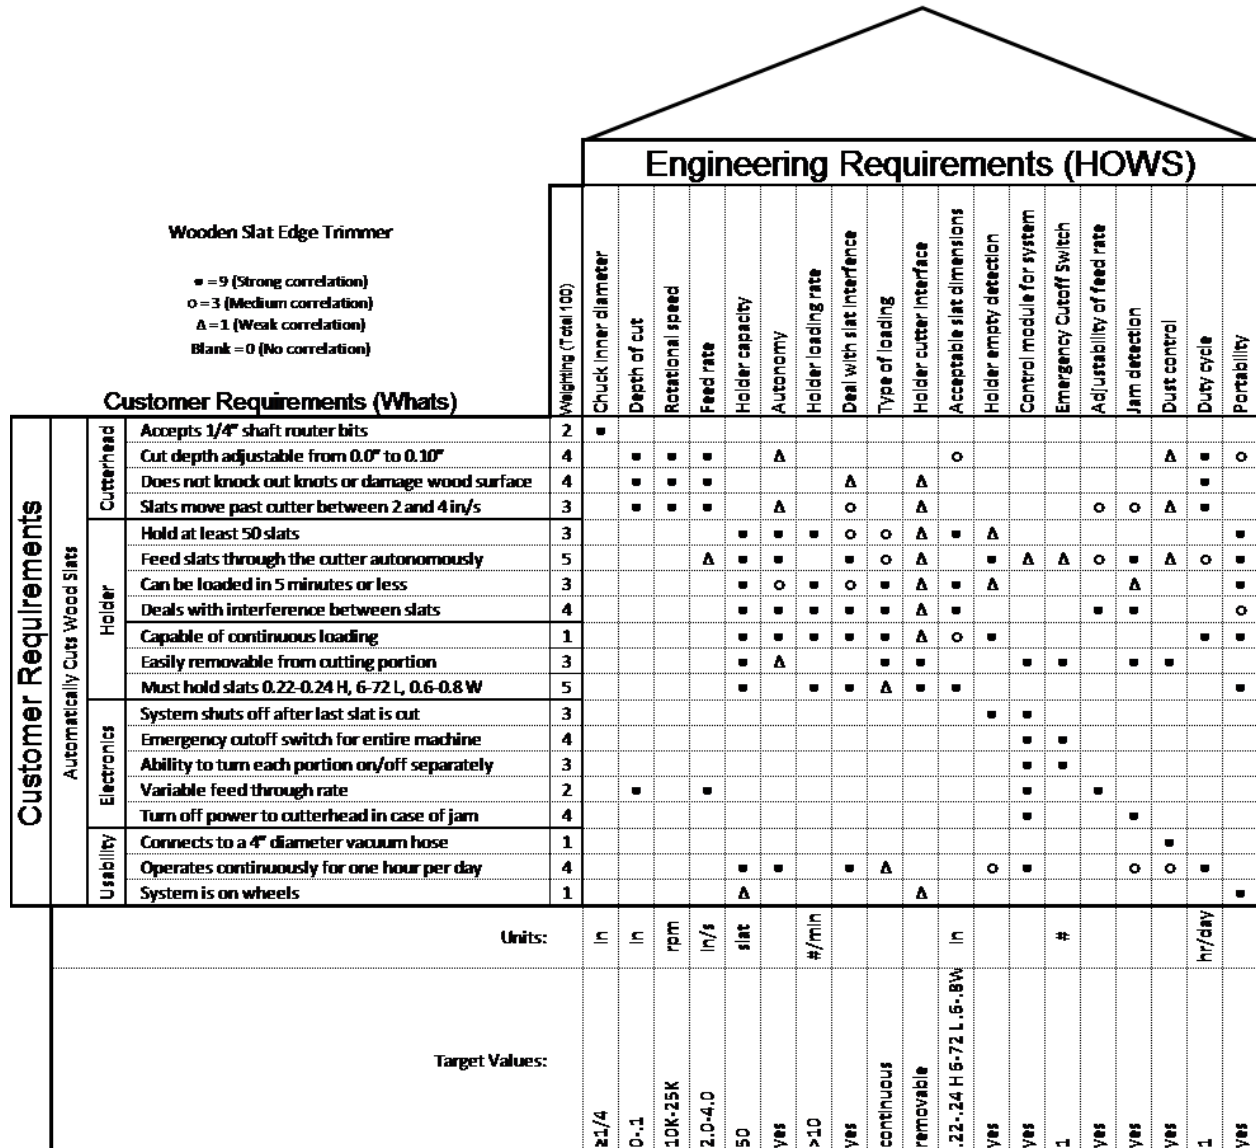 Engineering Requirements (HOWS)
Wooden Slat Edge Trimmer
▪ = 9 (Strong correlation)
o = 3 (Medium correlation)
Δ = 1 (Weak correlation)
Blank = 0 (No correlation)
Customer Requirements (Whats)
Weighting (Total 100)
Chuck inner diameter
Depth of cut
Rotational speed
Feed rate
Holder capacity
Autonomy
Holder loading rate
Deal with slat interfence
Type of loading
Holder cutter interface
Acceptable slat dimensions
Holder empty detection
Control module for system
Emergency Cutoff Switch
Adjustability of feed rate
Jam detection
Dust control
Duty cycle
Portability
Customer Requirements
Automatically Cuts Wood Slats
Cutterhead
Accepts 1/4" shaft router bits 2 ▪
Cut depth adjustable from 0.0" to 0.10" 4 ▪ ▪ ▪ Δ o Δ ▪ o
Does not knock out knots or damage wood surface 4 ▪ ▪ ▪ Δ Δ ▪
Slats move past cutter between 2 and 4 in/s 3 ▪ ▪ ▪ Δ o Δ o o Δ ▪
Holder
Hold at least 50 slats 3 ▪ ▪ ▪ o o Δ ▪ Δ ▪
Feed slats through the cutter autonomously 5 Δ ▪ ▪ ▪ o Δ ▪ Δ Δ o ▪ Δ o ▪
Can be loaded in 5 minutes or less 3 ▪ o ▪ o ▪ Δ ▪ Δ Δ ▪
Deals with interference between slats 4 ▪ ▪ ▪ ▪ ▪ Δ ▪ ▪ ▪ o
Capable of continuous loading 1 ▪ ▪ ▪ ▪ ▪ Δ o ▪ ▪ ▪
Easily removable from cutting portion 3 ▪ Δ ▪ ▪ ▪ ▪ ▪ ▪
Must hold slats 0.22-0.24 H, 6-72 L, 0.6-0.8 W 5 ▪ ▪ ▪ Δ ▪ ▪ ▪
Electronics
System shuts off after last slat is cut 3 ▪ ▪
Emergency cutoff switch for entire machine 4 ▪ ▪
Ability to turn each portion on/off separately 3 ▪ ▪
Variable feed through rate 2 ▪ ▪ ▪ ▪
Turn off power to cutterhead in case of jam 4 ▪ ▪
Usability
Connects to a 4" diameter vacuum hose 1 ▪
Operates continuously for one hour per day 4 ▪ ▪ ▪ Δ o ▪ o o ▪
System is on wheels 1 Δ Δ ▪
Units: in in rpm in/s slat #/min in # hr/day
Target Values: ≥1/4 0-.1 10K-25K 2.0-4.0 50 yes >10 yes continuous removable .22-.24 H 6-72 L .6-.8W yes yes 1 yes yes yes 1 yes